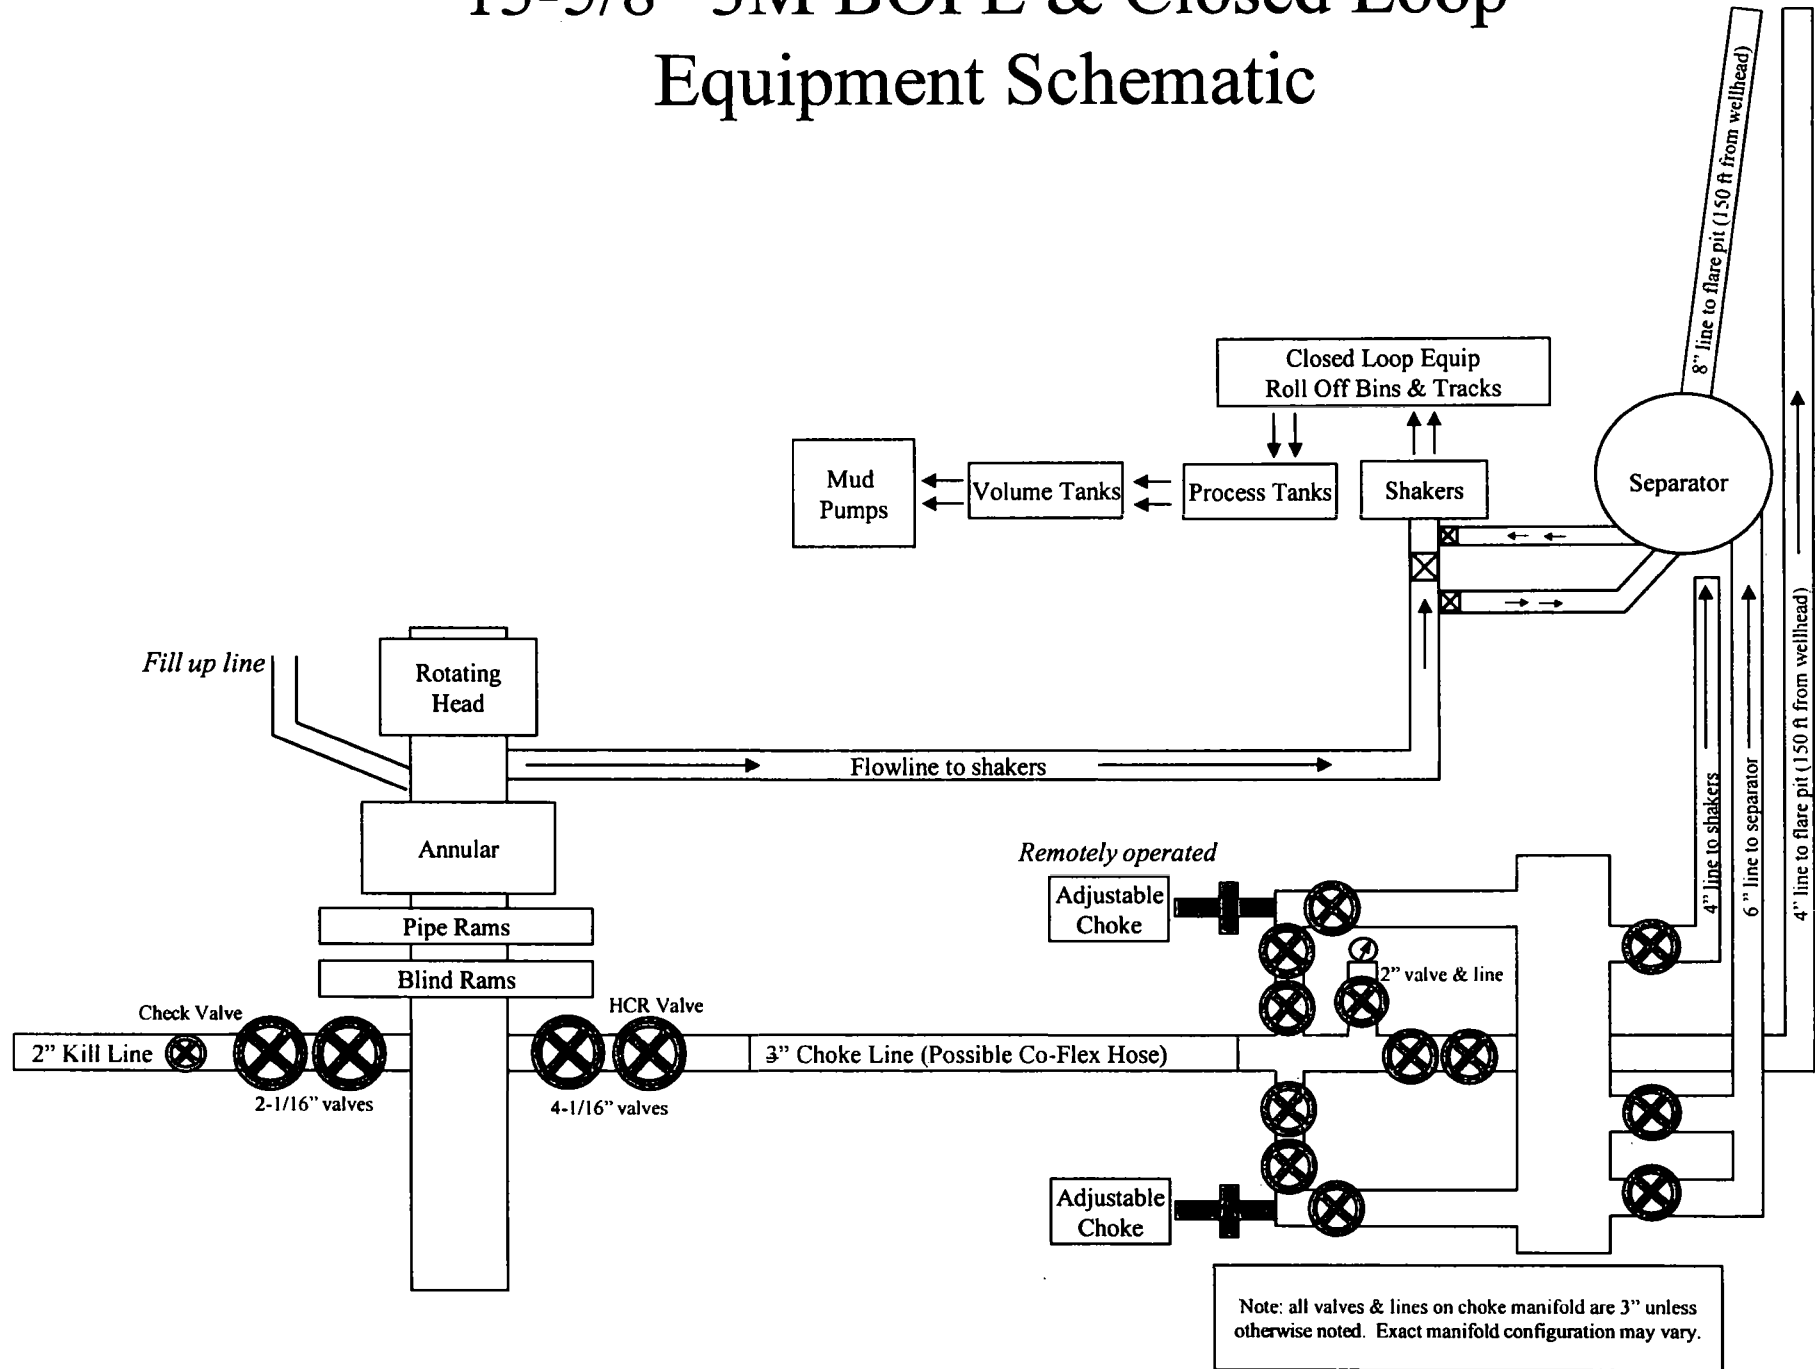 Equipment Schematic
8” line to flare pit (150 ft from wellhead)
Closed Loop Equip
Roll Off Bins & Tracks
Mud
Pumps
Volume Tanks
Process Tanks
Shakers
Separator
Fill up line
Rotating
Head
Flowline to shakers
Annular
Pipe Rams
Blind Rams
Remotely operated
Adjustable
Choke
2” valve & line
4” line to shakers
6” line to separator
4” line to flare pit (150 ft from wellhead)
Check Valve
HCR Valve
2” Kill Line
3” Choke Line (Possible Co-Flex Hose)
2-1/16” valves
4-1/16” valves
Adjustable
Choke
Note: all valves & lines on choke manifold are 3” unless
otherwise noted. Exact manifold configuration may vary.